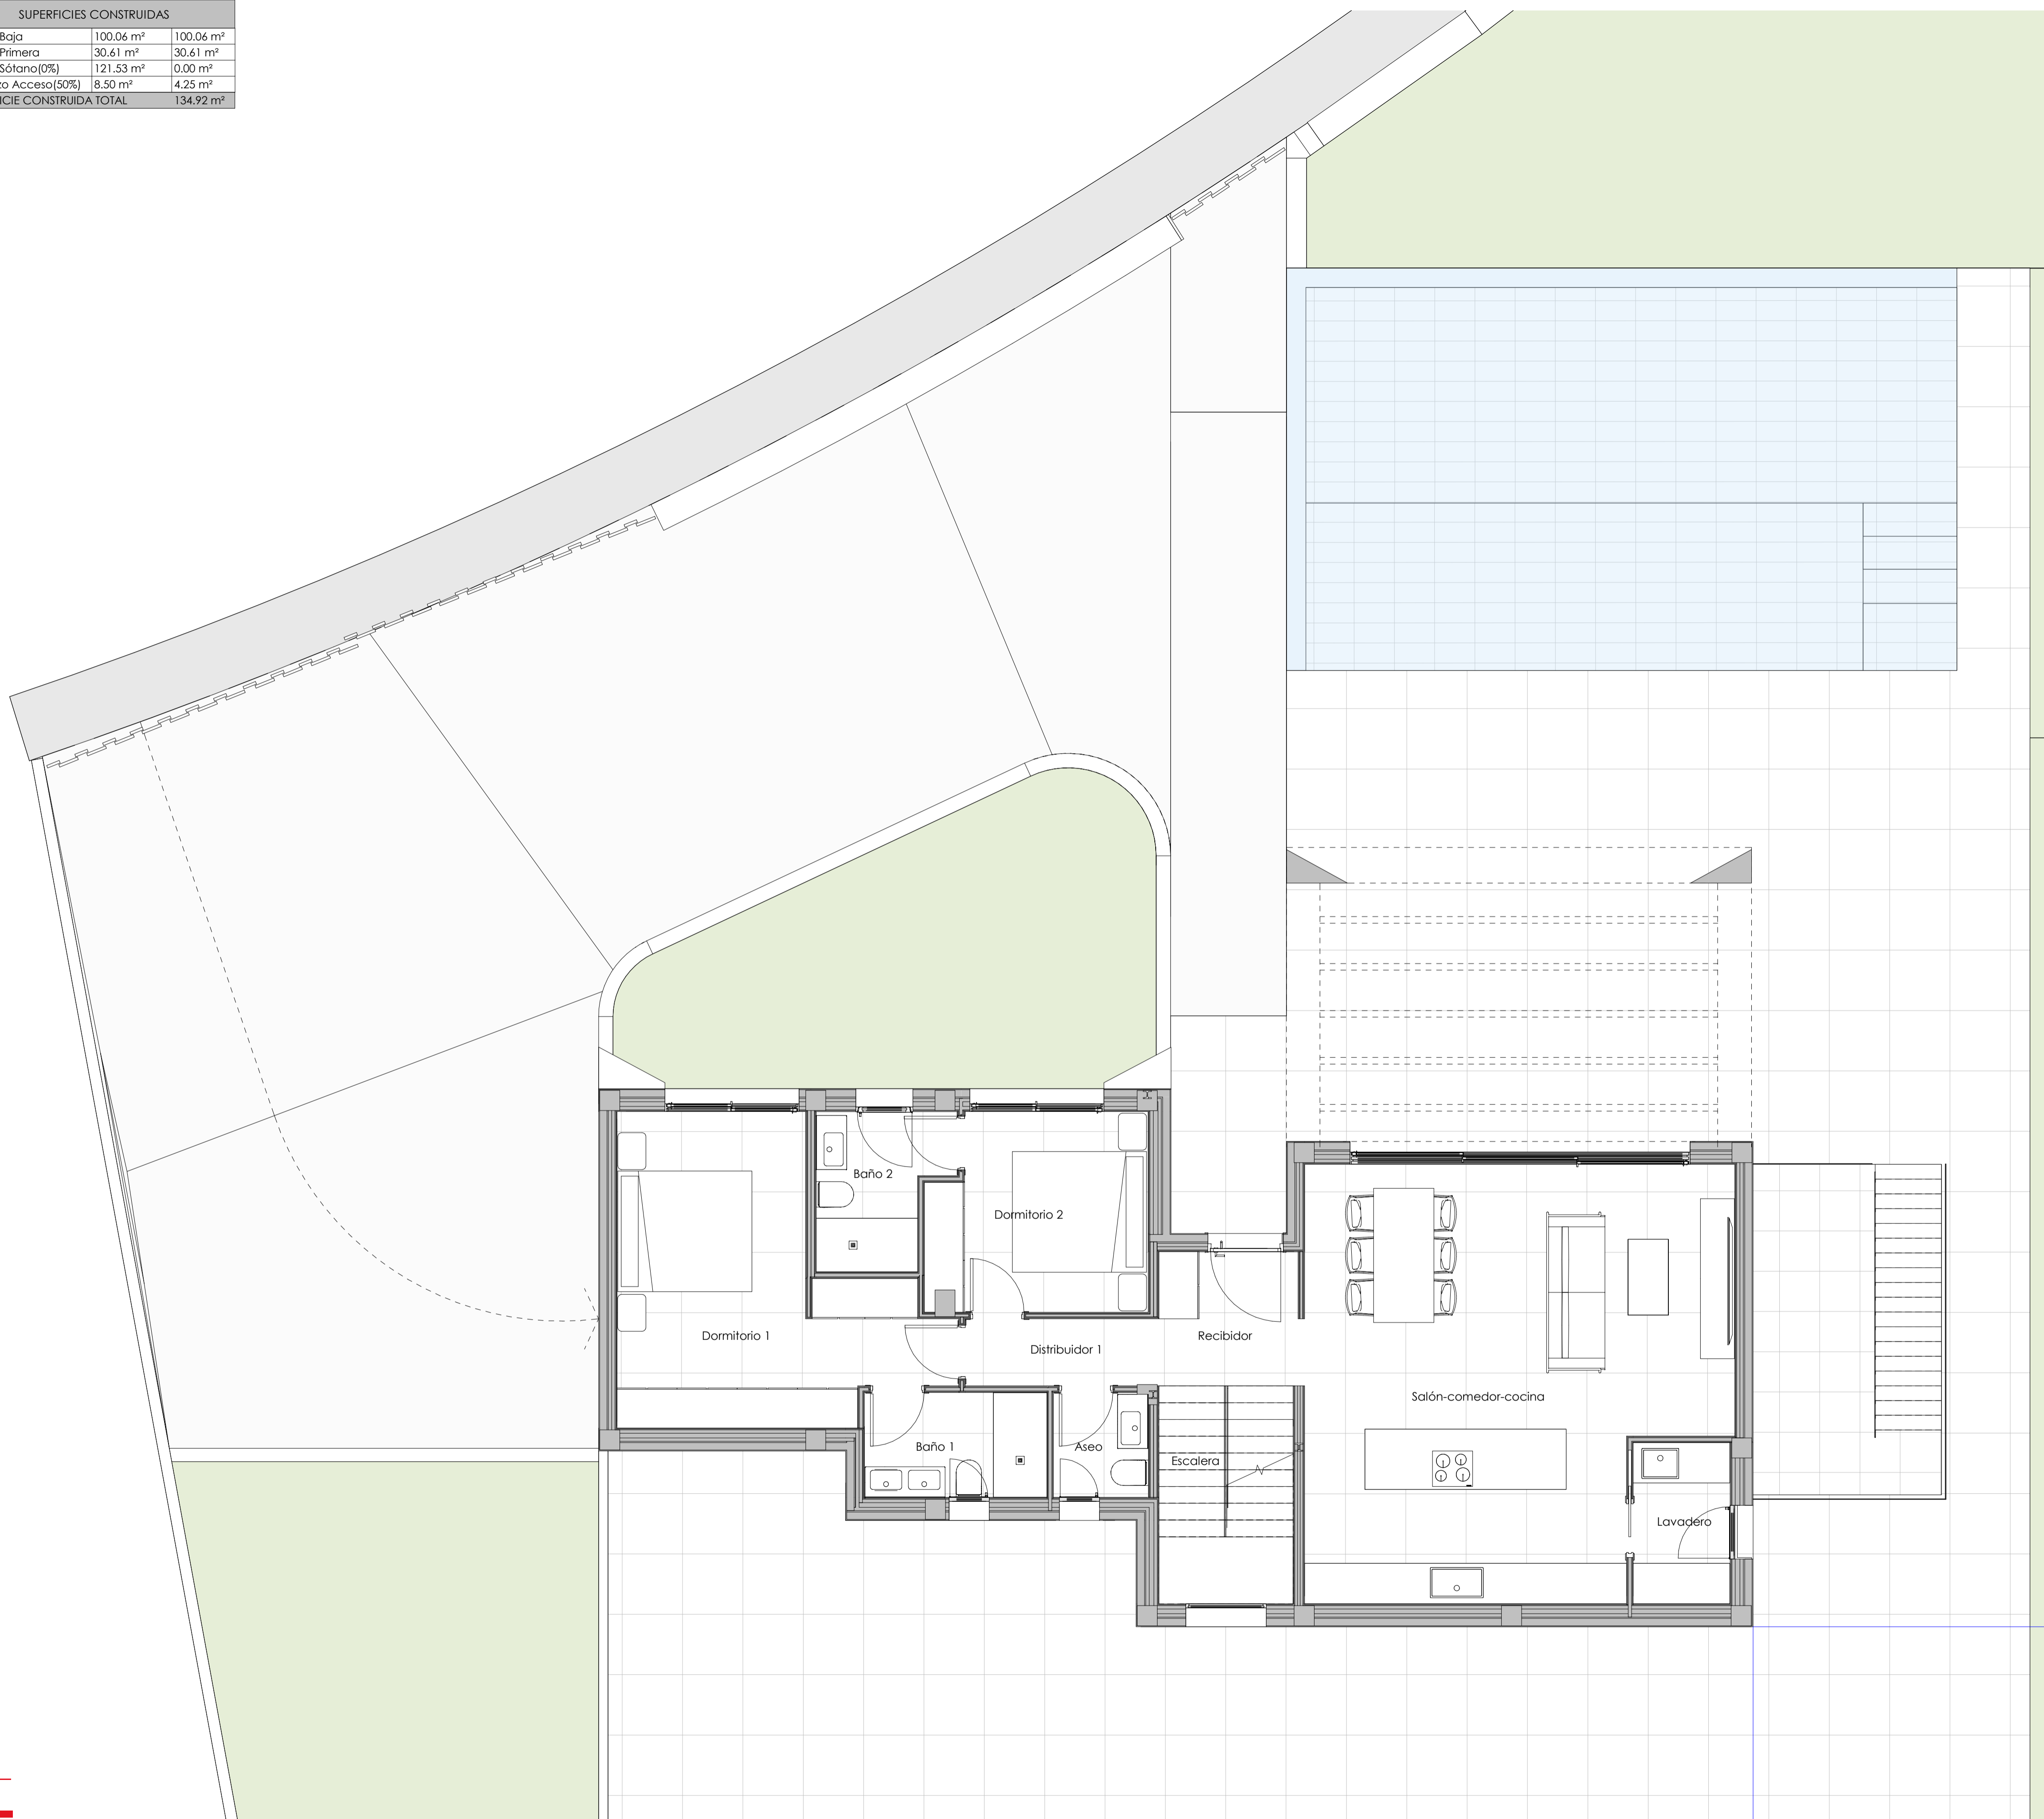 SUPERFICIES CONSTRUIDAS
Baja 100.06 m² 100.06 m²
Primera 30.61 m² 30.61 m²
Sótano(0%) 121.53 m² 0.00 m²
Acceso(50%) 8.50 m² 4.25 m²
CONSTRUIDA TOTAL 134.92 m²
Baño 2
Dormitorio 2
Dormitorio 1
Distribuidor 1
Recibidor
Salón-comedor-cocina
Baño 1
Aseo
Escalera
Lavadero